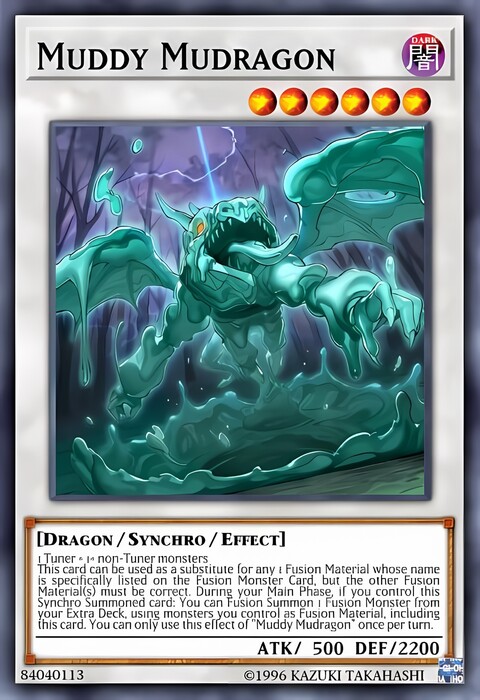 MUDDY MUDRAGON
DARK
闇
[DRAGON / SYNCHRO / EFFECT]
1 Tuner + 1+ non-Tuner monsters
This card can be used as a substitute for any 1 Fusion Material whose name
is specifically listed on the Fusion Monster Card, but the other Fusion
Material(s) must be correct. During your Main Phase, if you control this
Synchro Summoned card: You can Fusion Summon 1 Fusion Monster from
your Extra Deck, using monsters you control as Fusion Material, including
this card. You can only use this effect of "Muddy Mudragon" once per turn.
ATK/ 500 DEF/2200
84040113
©1996 KAZUKI TAKAHASHI